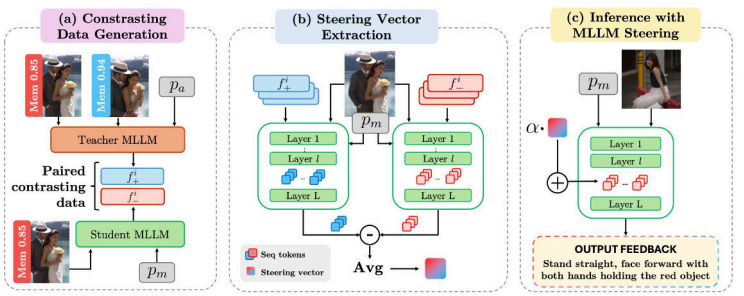 (a) Constrasting
Data Generation
Mem 0.85
Mem 0.94
p_a
Teacher MLLM
Paired
contrasting
data
f_+^i
f_-^i
Mem 0.85
Student MLLM
p_m
(b) Steering Vector
Extraction
f_+^i
f_-^i
p_m
Layer 1
Layer l
... 
Layer L
Layer 1
Layer l
...
Layer L
-
Avg
Seq tokens
Steering vector
(c) Inference with
MLLM Steering
p_m
α·
Layer 1
Layer l
...
+
Layer L
OUTPUT FEEDBACK
Stand straight, face forward with
both hands holding the red object